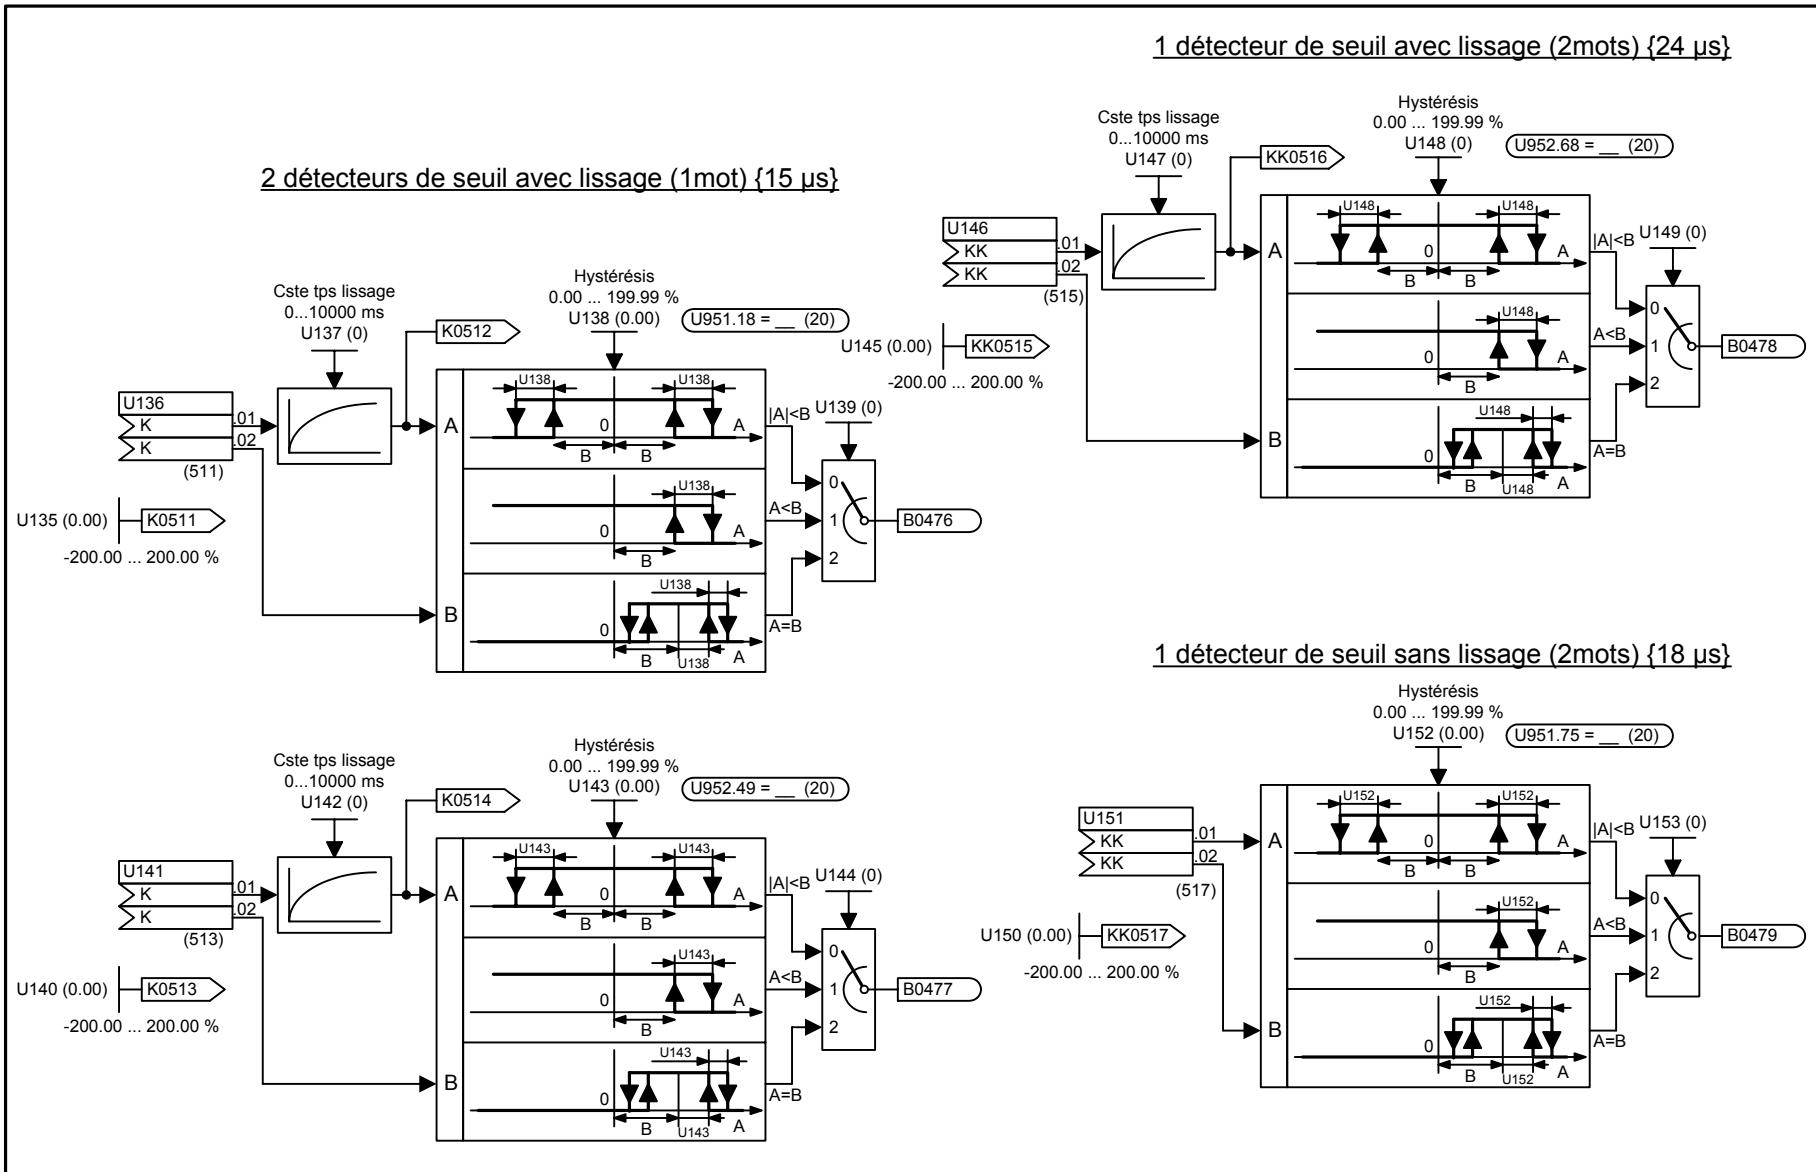 1 détecteur de seuil avec lissage (2mots) {24 µs}
Cste tps lissage
0...10000 ms
U147 (0)
Hystérésis
0.00 ... 199.99 %
U148 (0)
U952.68 = __ (20)
KK0516
U146
KK
.01
KK
.02
(515)
U145 (0.00)
KK0515
-200.00 ... 200.00 %
A
B
U148
U148
0
A
B
B
|A|<B
U148
0
A
B
A<B
U148
0
B
U148
A
A=B
U149 (0)
0
1
2
B0478
2 détecteurs de seuil avec lissage (1mot) {15 µs}
Cste tps lissage
0...10000 ms
U137 (0)
Hystérésis
0.00 ... 199.99 %
U138 (0.00)
U951.18 = __ (20)
K0512
U136
K
.01
K
.02
(511)
U135 (0.00)
K0511
-200.00 ... 200.00 %
A
B
U138
U138
0
A
B
B
|A|<B
U138
0
A
B
A<B
U138
0
B
U138
A
A=B
U139 (0)
0
1
2
B0476
Cste tps lissage
0...10000 ms
U142 (0)
Hystérésis
0.00 ... 199.99 %
U143 (0.00)
U952.49 = __ (20)
K0514
U141
K
.01
K
.02
(513)
U140 (0.00)
K0513
-200.00 ... 200.00 %
A
B
U143
U143
0
A
B
B
|A|<B
U143
0
A
B
A<B
U143
0
B
U143
A
A=B
U144 (0)
0
1
2
B0477
1 détecteur de seuil sans lissage (2mots) {18 µs}
Hystérésis
0.00 ... 199.99 %
U152 (0.00)
U951.75 = __ (20)
U151
KK
.01
KK
.02
(517)
U150 (0.00)
KK0517
-200.00 ... 200.00 %
A
B
U152
U152
0
A
B
B
|A|<B
U152
0
A
B
A<B
U152
0
B
U152
A
A=B
U153 (0)
0
1
2
B0479